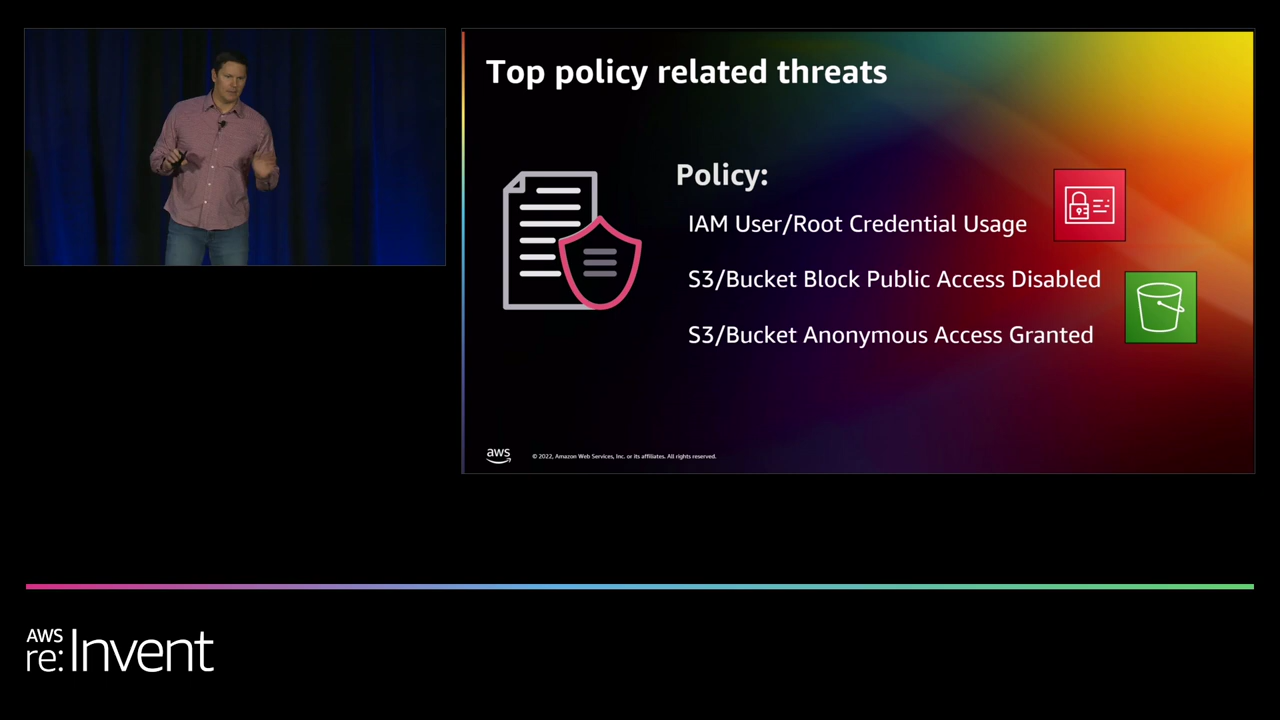 Top policy related threats
Policy:
IAM User/Root Credential Usage
S3/Bucket Block Public Access Disabled
S3/Bucket Anonymous Access Granted
aws
© 2022, Amazon Web Services, Inc. or its affiliates. All rights reserved.
AWS
re:Invent